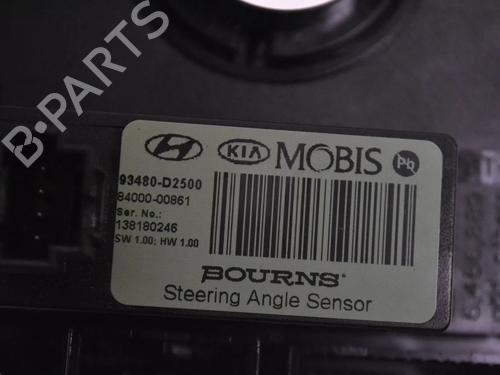 B-PARTS
KIA MOBIS Pb
93480-D2500
84000-00861
Ser. No.:
138180246
SW 1.00; HW 1.00
BOURNS®
Steering Angle Sensor